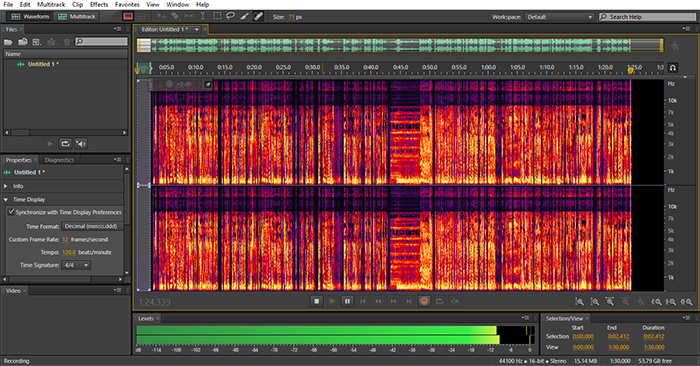 File Edit Multitrack Clip Effects Favorites View Window Help
Waveform Multitrack Size: 71 px Workspace: Default Search Help
Files
Name
Untitled 1 *
Properties Diagnostics
Untitled 1 *
Info
Time Display
Synchronize with Time Display Preferences
Time Format: Decimal (mm:ss.ddd)
Custom Frame Rate: 12 frames/second
Tempo: 120.0 beats/minute
Time Signature: 4/4
Video
Editor: Untitled 1 *
0:05.0 0:10.0 0:15.0 0:20.0 0:25.0 0:30.0 0:35.0 0:40.0 0:45.0 0:50.0 0:55.0 1:00.0 1:05.0 1:10.0 1:15.0 1:20.0
Hz
10k
7k
5k
4k
3k
2k
1k
Hz
10k
7k
5k
4k
3k
2k
1k
1:24.339
Levels
dB -114 -108 -102 -96 -90 -84 -78 -72 -66 -60 -54 -48 -42 -36 -30 -24 -18 -12 -6 0
Selection/View
Start End Duration
Selection 0:00.000 0:02.412 0:02.412
View 0:00.000 1:30.000 1:30.000
Recording
44100 Hz • 16-bit • Stereo 15.14 MB 1:30.000 53.79 GB free